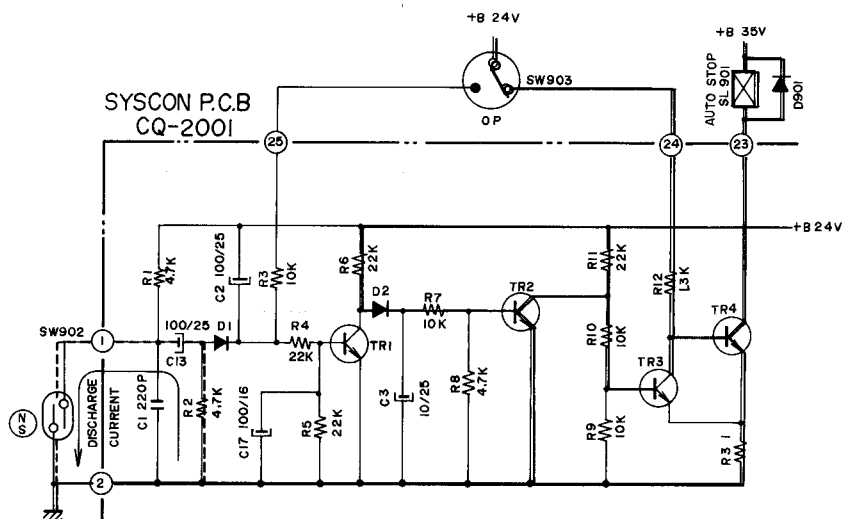 +B 24V
+B 35V
SW903
OP
AUTO STOP
SL 901
D901
SYSCON P.C.B
CQ-2001
25
24
23
+B 24V
R1
4.7K
C2 100/25
R3
10K
R6
22K
R11
22K
R12
1.3K
SW902
1
100/25
D1
C13
R4
22K
TR1
D2
R7
10K
TR2
R10
10K
TR3
TR4
N
S
DISCHARGE
CURRENT
C1 220P
R2
4.7K
C17 100/16
R5
22K
C3
10/25
R8
4.7K
R9
10K
R3 1
2